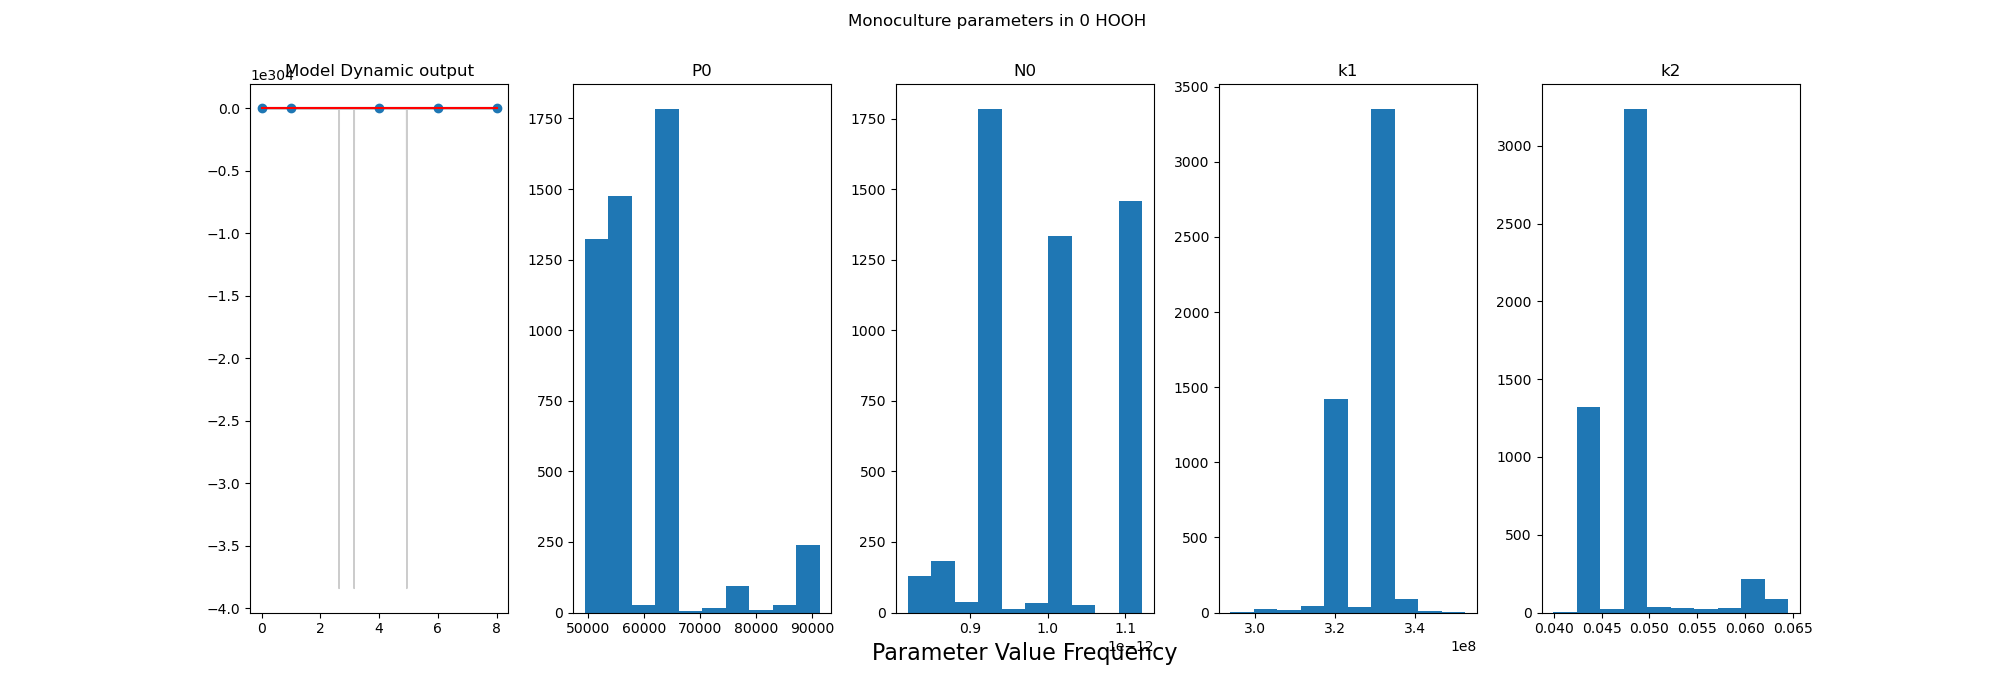 Monoculture parameters in 0 HOOH
Model Dynamic output
1e304
0.0
−0.5
−1.0
−1.5
−2.0
−2.5
−3.0
−3.5
−4.0
0 2 4 6 8
P0
1750
1500
1250
1000
750
500
250
0
50000 60000 70000 80000 90000
N0
1750
1500
1250
1000
750
500
250
0
0.9 1.0 1.1
1e−12
k1
3500
3000
2500
2000
1500
1000
500
0
3.0 3.2 3.4
1e8
k2
3000
2500
2000
1500
1000
500
0
0.040 0.045 0.050 0.055 0.060 0.065
Parameter Value Frequency